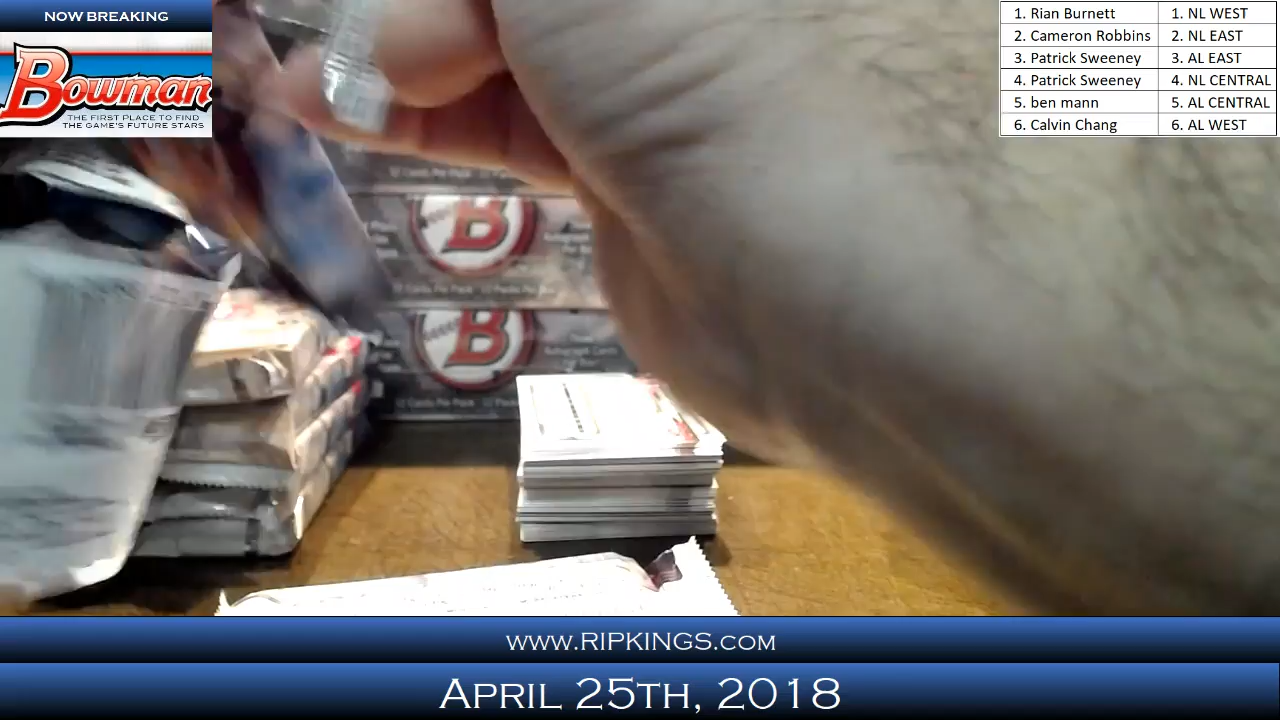 NOW BREAKING
Bowman
THE FIRST PLACE TO FIND
THE GAME'S FUTURE STARS
1. Rian Burnett 1. NL WEST
2. Cameron Robbins 2. NL EAST
3. Patrick Sweeney 3. AL EAST
4. Patrick Sweeney 4. NL CENTRAL
5. ben mann 5. AL CENTRAL
6. Calvin Chang 6. AL WEST
B
B
WWW.RIPKINGS.COM
APRIL 25TH, 2018